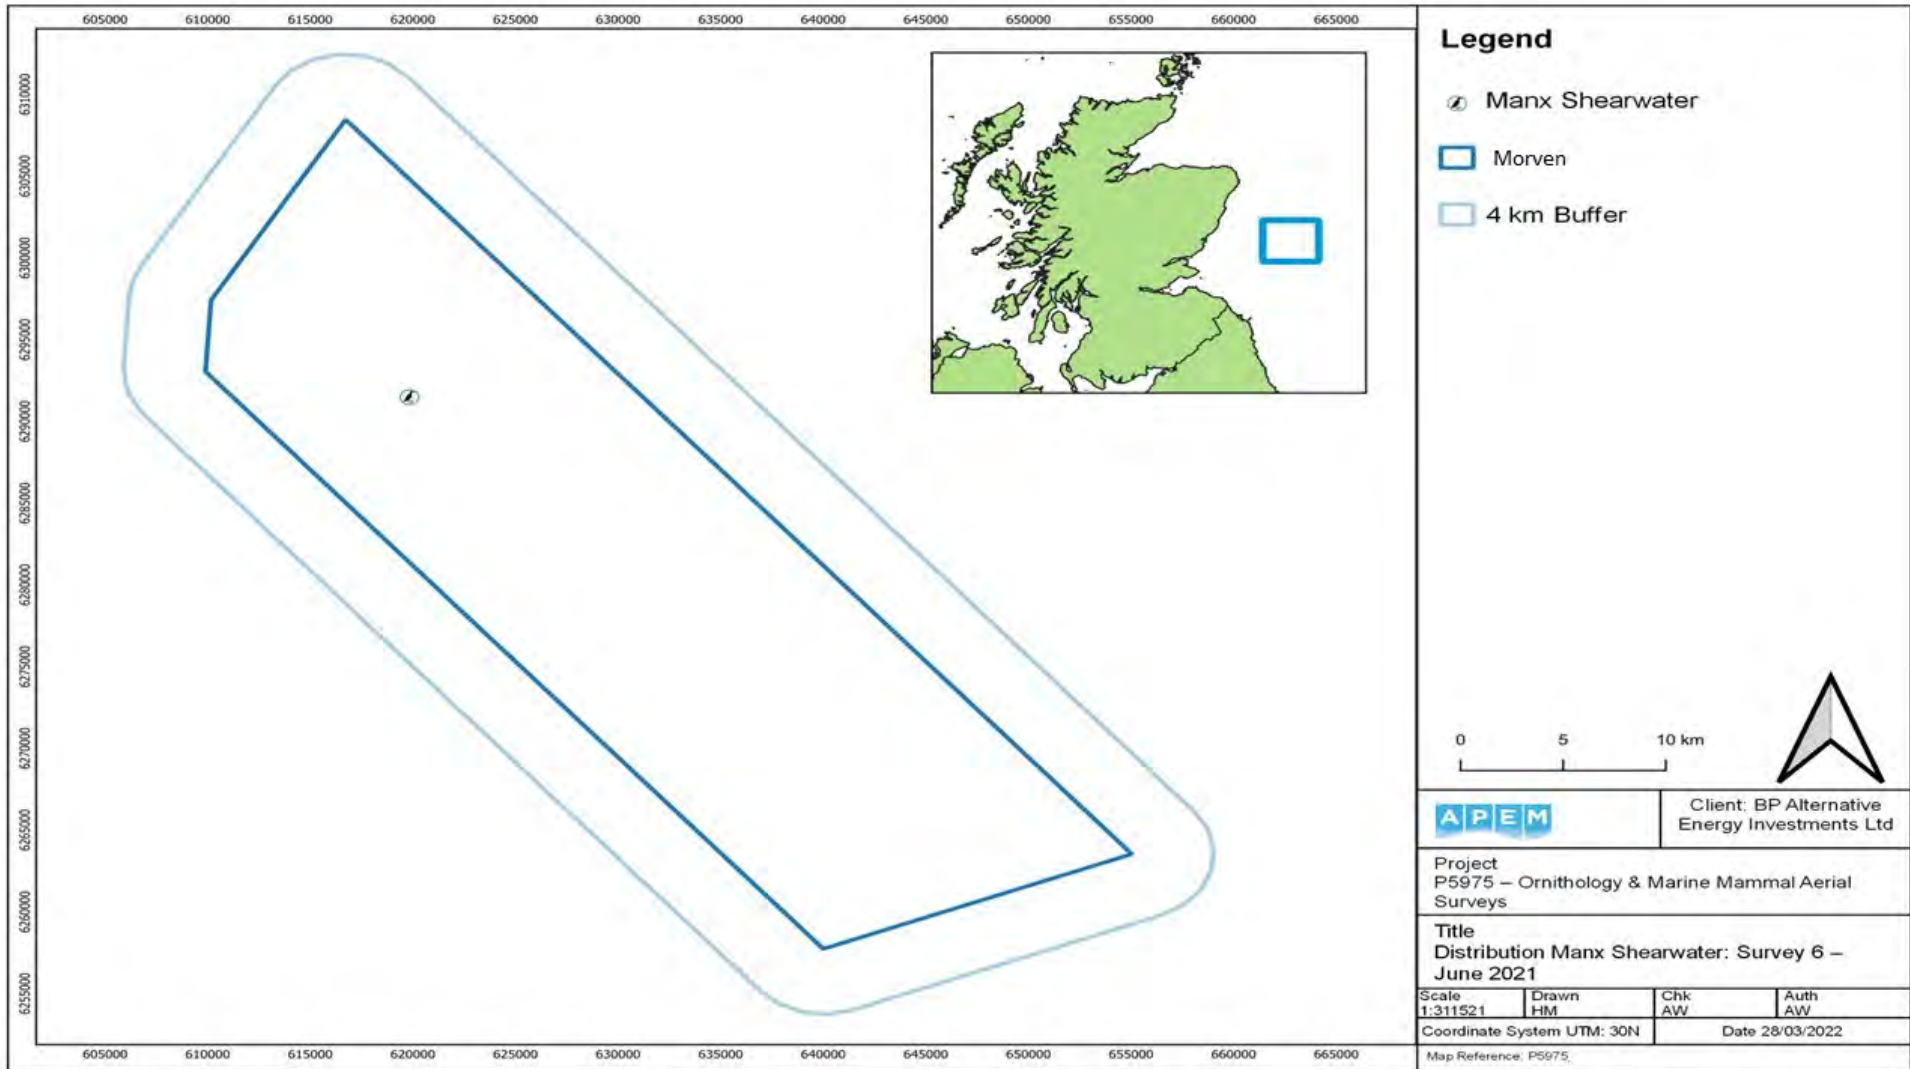 605000 610000 615000 620000 625000 630000 635000 640000 645000 650000 655000 660000 665000
6310000
6305000
6300000
6295000
6290000
6285000
6280000
6275000
6270000
6265000
6260000
6255000
605000 610000 615000 620000 625000 630000 635000 640000 645000 650000 655000 660000 665000
Legend
Manx Shearwater
Morven
4 km Buffer
0 5 10 km
APEM
Client: BP Alternative
Energy Investments Ltd
Project
P5975 – Ornithology & Marine Mammal Aerial
Surveys
Title
Distribution Manx Shearwater: Survey 6 –
June 2021
Scale
1:311521
Drawn
HM
Chk
AW
Auth
AW
Coordinate System UTM: 30N
Date 28/03/2022
Map Reference: P5975